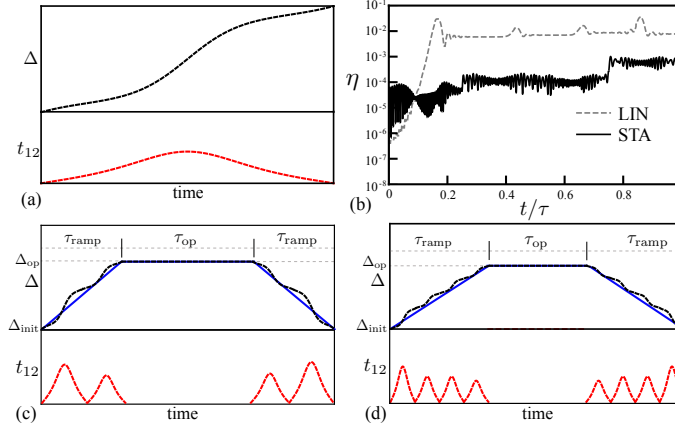 Δ
t₁₂
time
(a)
η
10⁻¹
10⁻²
10⁻³
10⁻⁴
10⁻⁵
10⁻⁶
10⁻⁷
10⁻⁸
LIN
STA
0 0.2 0.4 0.6 0.8
t/τ
(b)
τramp τop τramp
Δop
Δ
Δinit
t₁₂
time
(c)
τramp τop τramp
Δop
Δ
Δinit
t₁₂
time
(d)